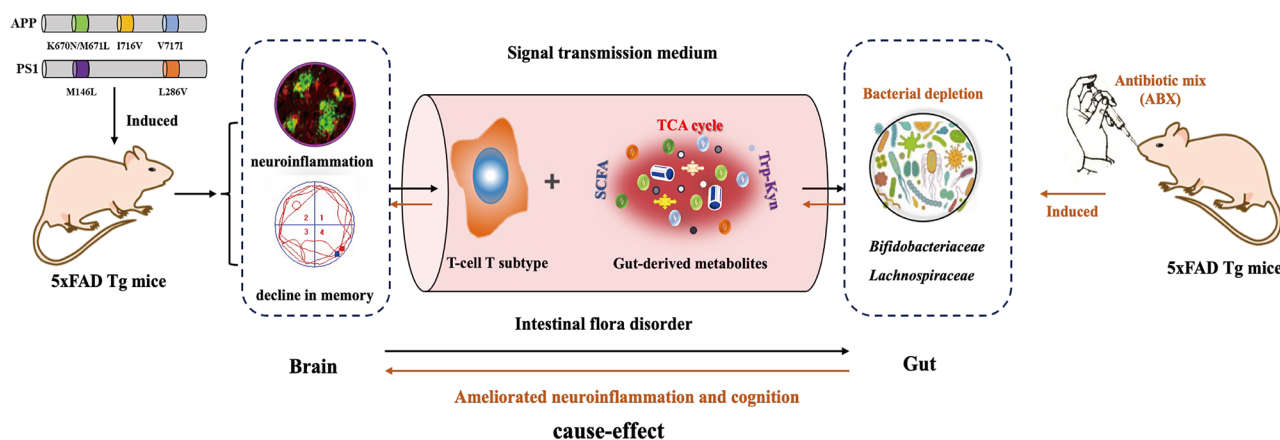 APP
K670N/M671L I716V V717I
PS1
M146L L286V
Induced
5xFAD Tg mice
neuroinflammation
2 1
3 4
decline in memory
Brain
Signal transmission medium
T-cell T subtype
+
TCA cycle
SCFA
Trp-Kyn
Gut-derived metabolites
Intestinal flora disorder
Ameliorated neuroinflammation and cognition
cause-effect
Bacterial depletion
Bifidobacteriaceae
Lachnospiraceae
Gut
Antibiotic mix
(ABX)
Induced
5xFAD Tg mice